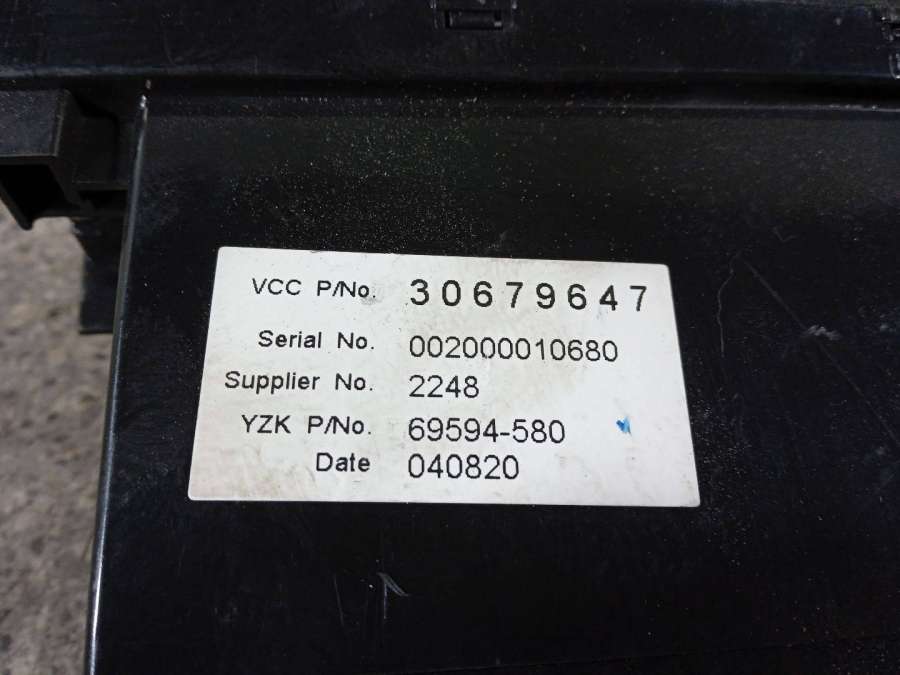 VCC P/No. 30679647
Serial No. 002000010680
Supplier No. 2248
YZK P/No. 69594-580
Date 040820